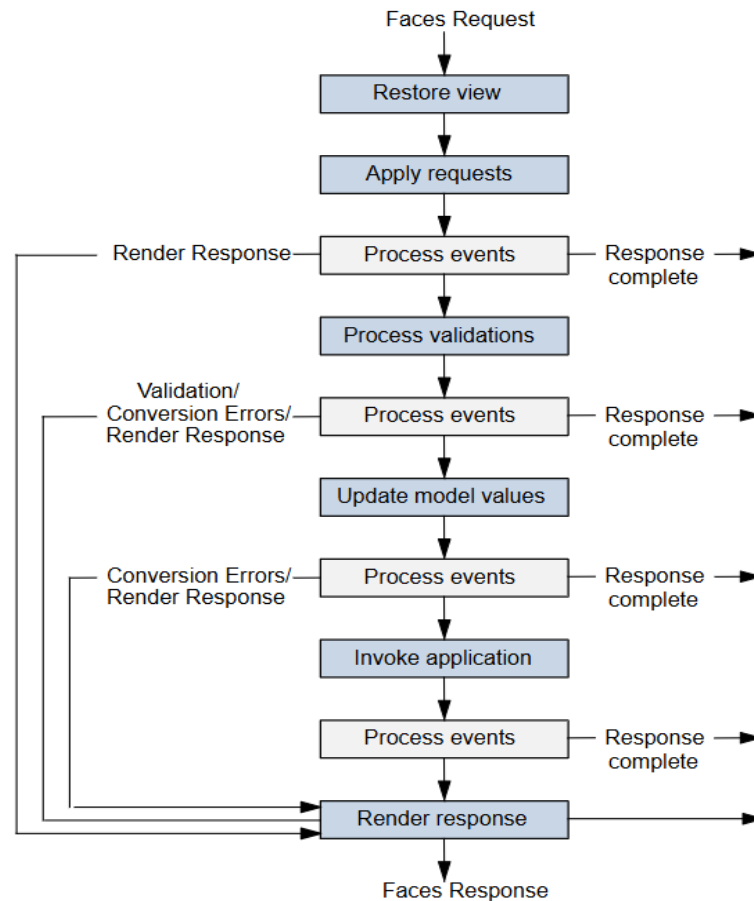 Faces Request
Restore view
Apply requests
Render Response
Process events
Response
complete
Process validations
Validation/
Conversion Errors/
Render Response
Process events
Response
complete
Update model values
Conversion Errors/
Render Response
Process events
Response
complete
Invoke application
Process events
Response
complete
Render response
Faces Response